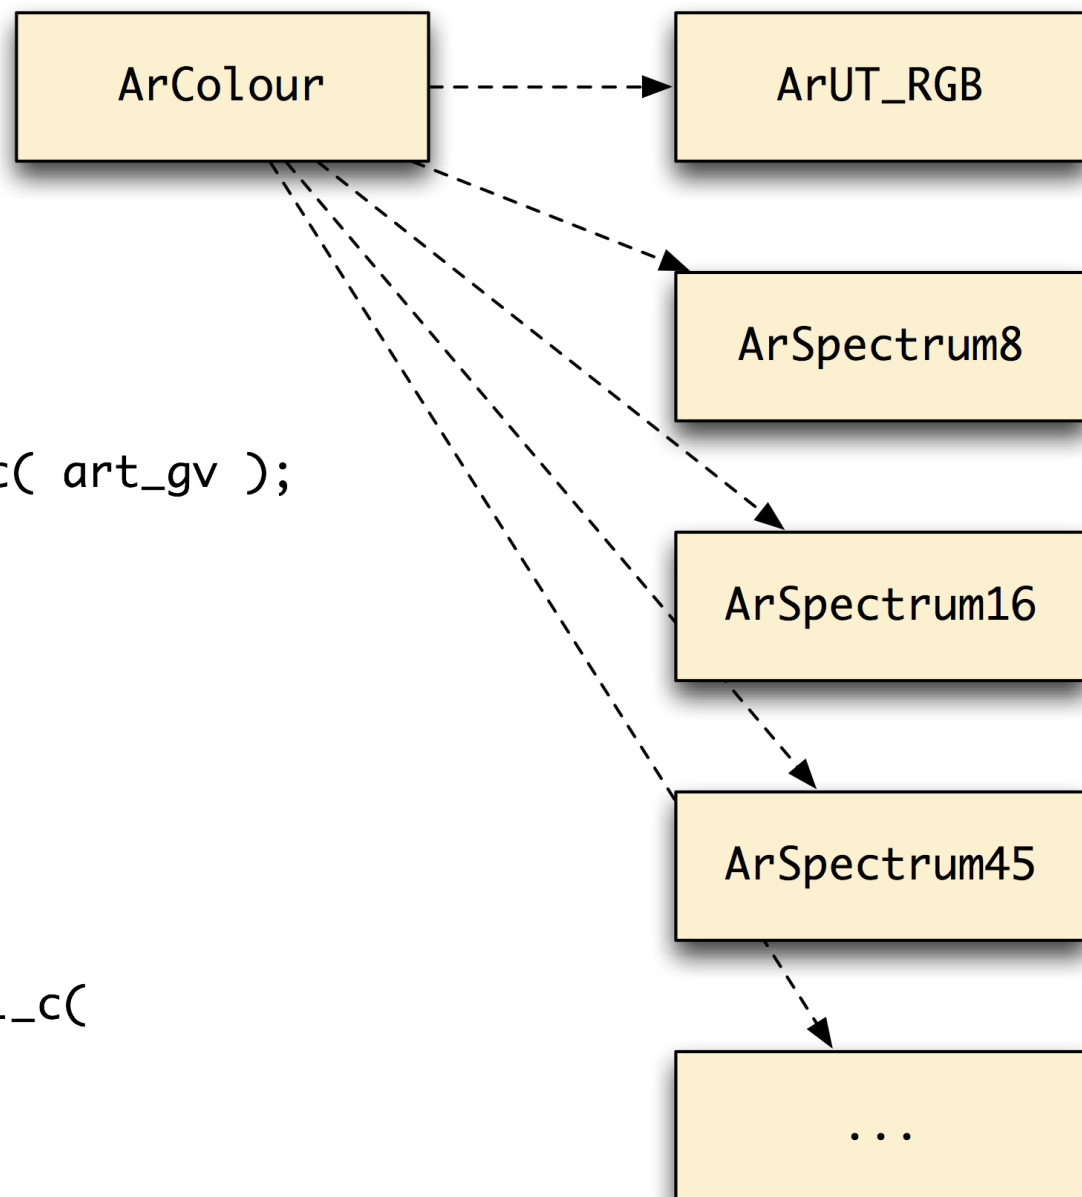 ArColour
ArUT_RGB
ArSpectrum8
c( art_gv );
ArSpectrum16
ArSpectrum45
_c(
...